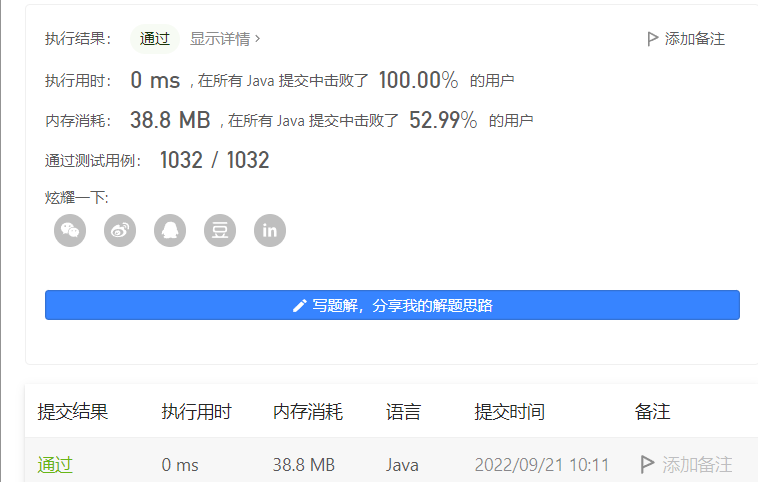 执行结果： 通过 显示详情 > 添加备注
执行用时： 0 ms , 在所有 Java 提交中击败了 100.00% 的用户
内存消耗： 38.8 MB , 在所有 Java 提交中击败了 52.99% 的用户
通过测试用例： 1032 / 1032
炫耀一下:
豆 in
写题解，分享我的解题思路
提交结果 执行用时 内存消耗 语言 提交时间 备注
通过 0 ms 38.8 MB Java 2022/09/21 10:11 添加备注